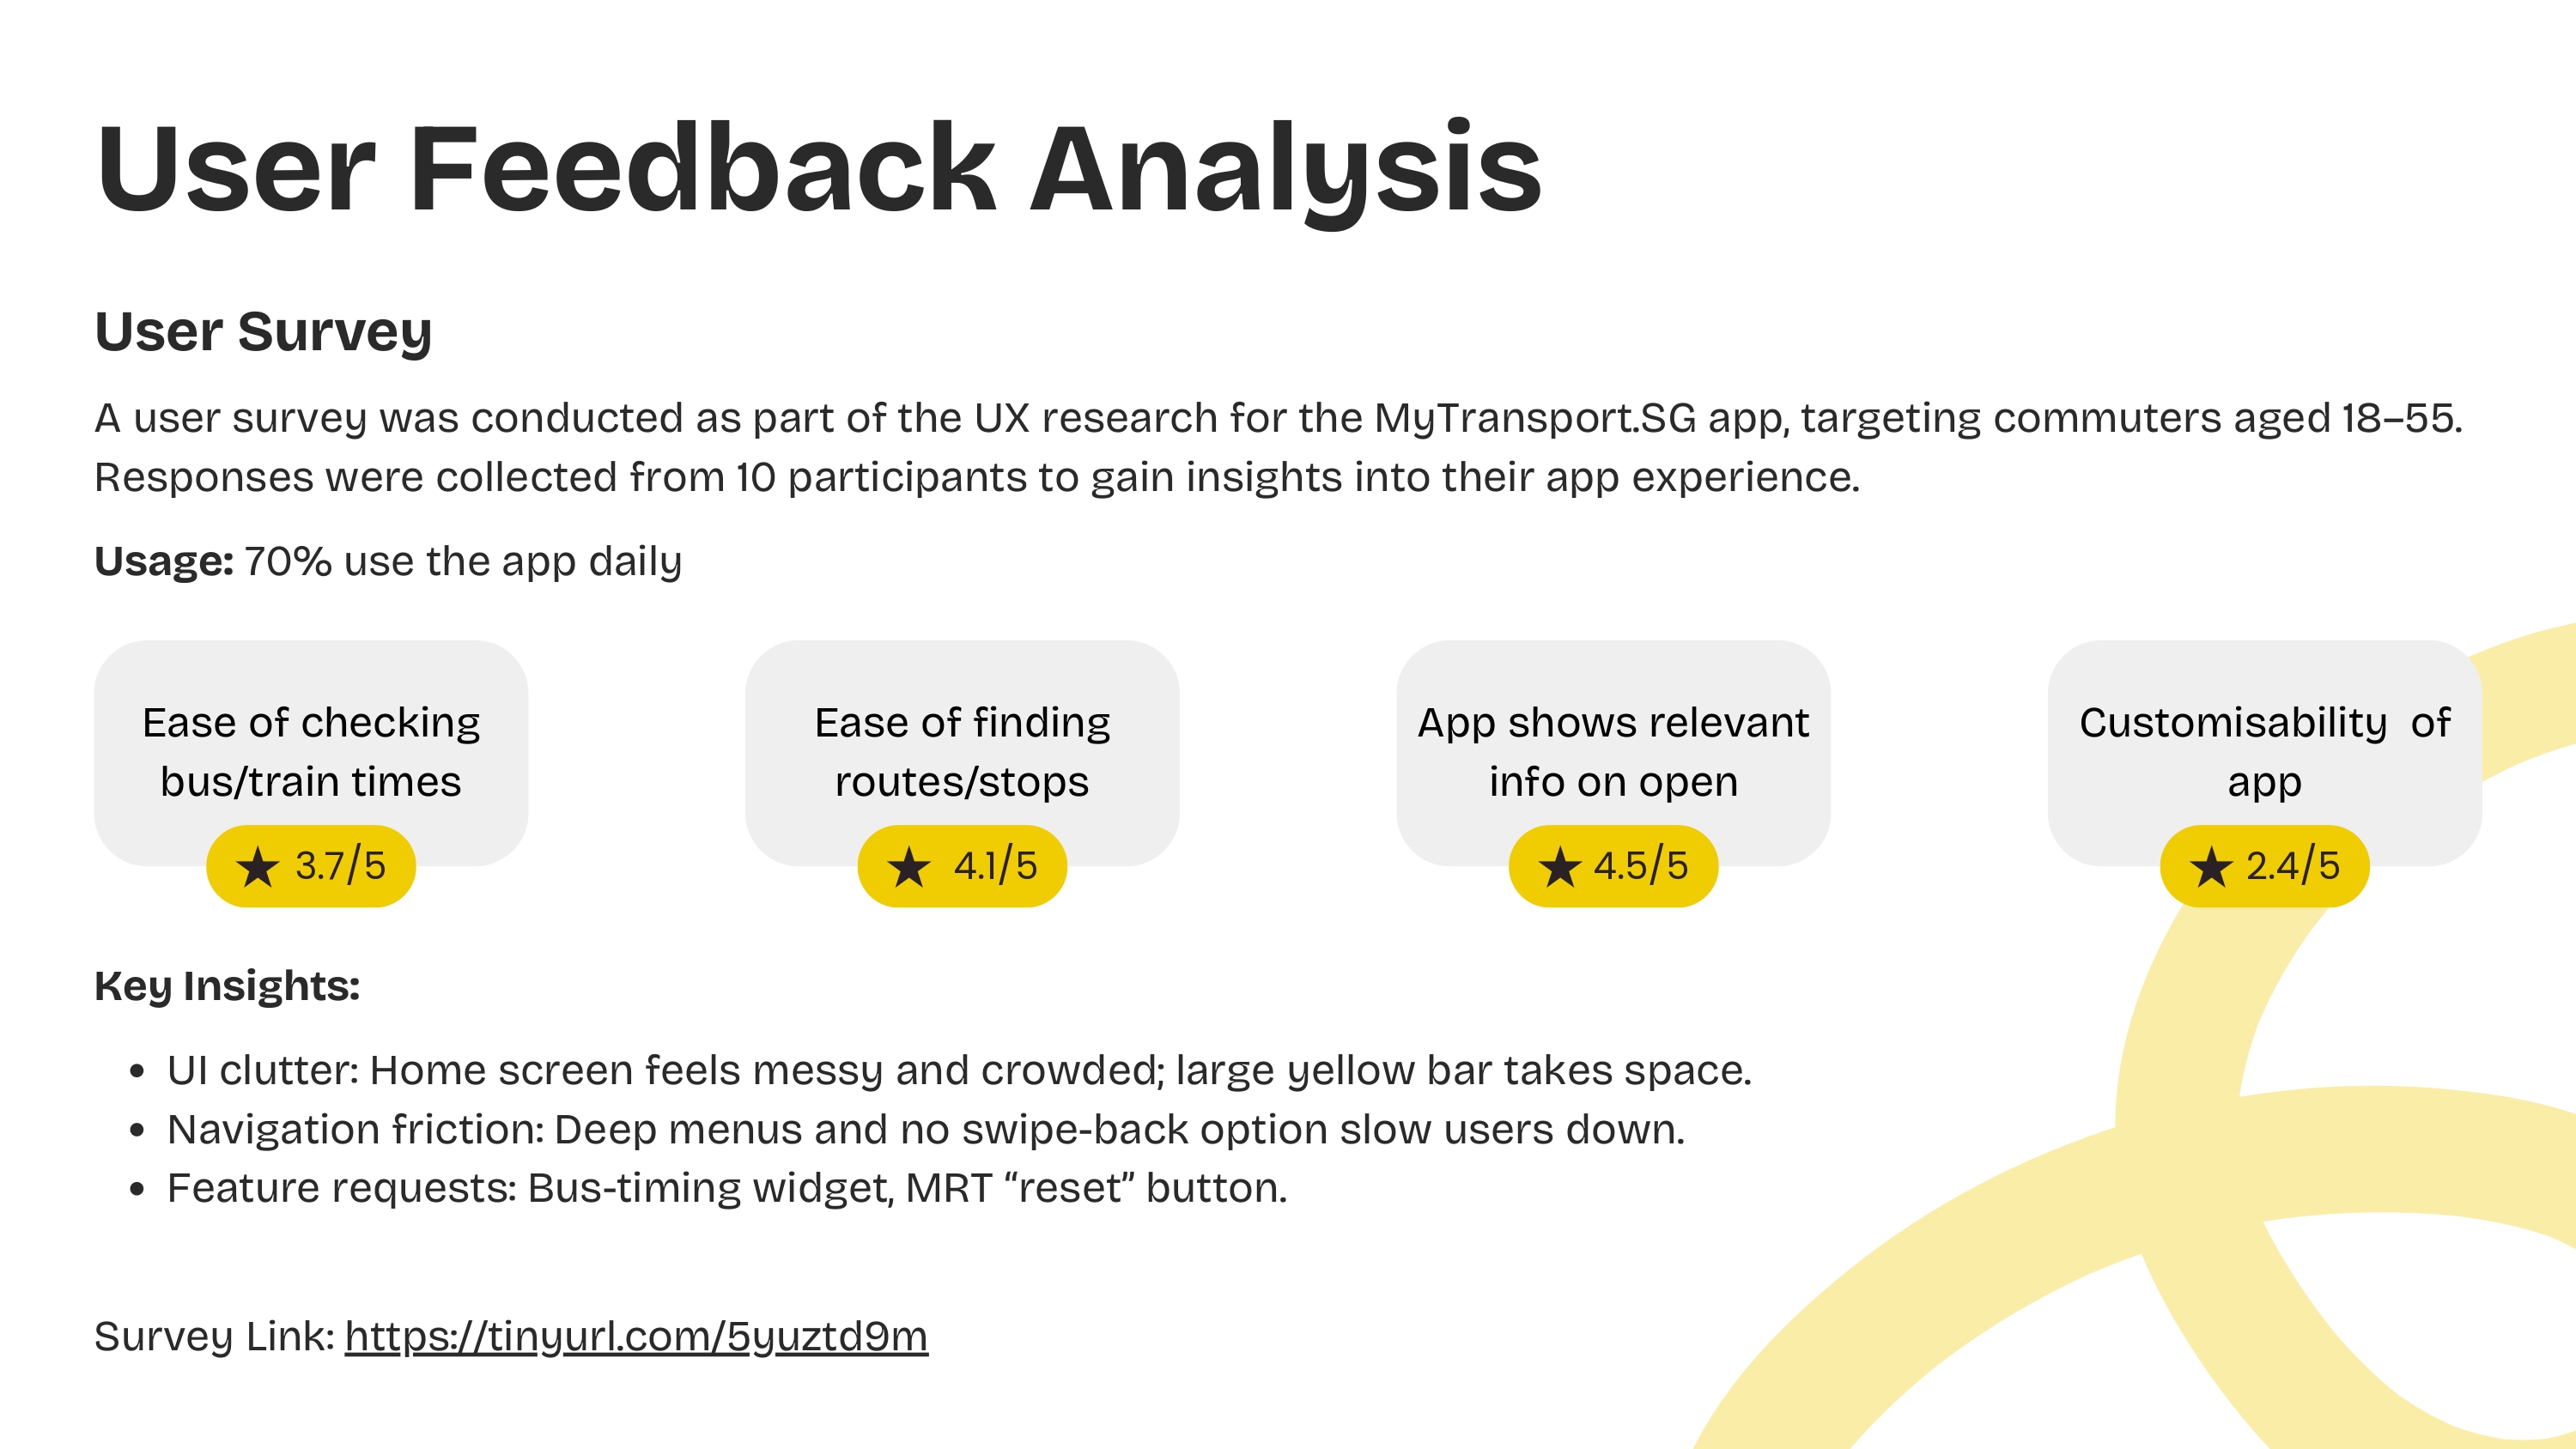 User Feedback Analysis
User Survey
A user survey was conducted as part of the UX research for the MyTransport.SG app, targeting commuters aged 18–55.
Responses were collected from 10 participants to gain insights into their app experience.
Usage: 70% use the app daily
Ease of checking
bus/train times
★ 3.7/5
Ease of finding
routes/stops
★ 4.1/5
App shows relevant
info on open
★ 4.5/5
Customisability  of
app
★ 2.4/5
Key Insights:
• UI clutter: Home screen feels messy and crowded; large yellow bar takes space.
• Navigation friction: Deep menus and no swipe-back option slow users down.
• Feature requests: Bus-timing widget, MRT “reset” button.
Survey Link: https://tinyurl.com/5yuztd9m